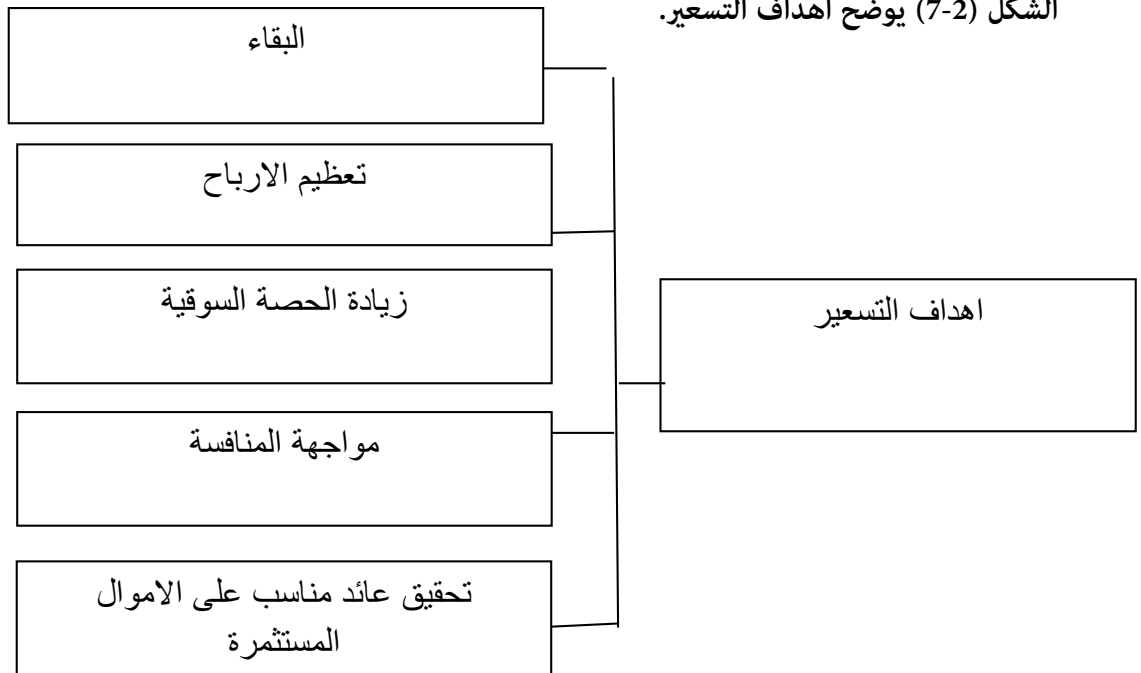 الشكل (2-7) يوضح اهداف التسعير.
البقاء
تعظيم الارباح
زيادة الحصة السوقية
اهداف التسعير
مواجهة المنافسة
تحقيق عائد مناسب على الاموال
المستثمرة